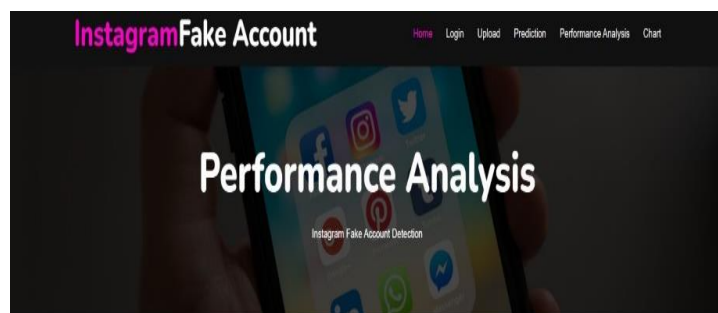 InstagramFake Account
Home Login Upload Prediction Performance Analysis Chart
Performance Analysis
Instagram Fake Account Detection